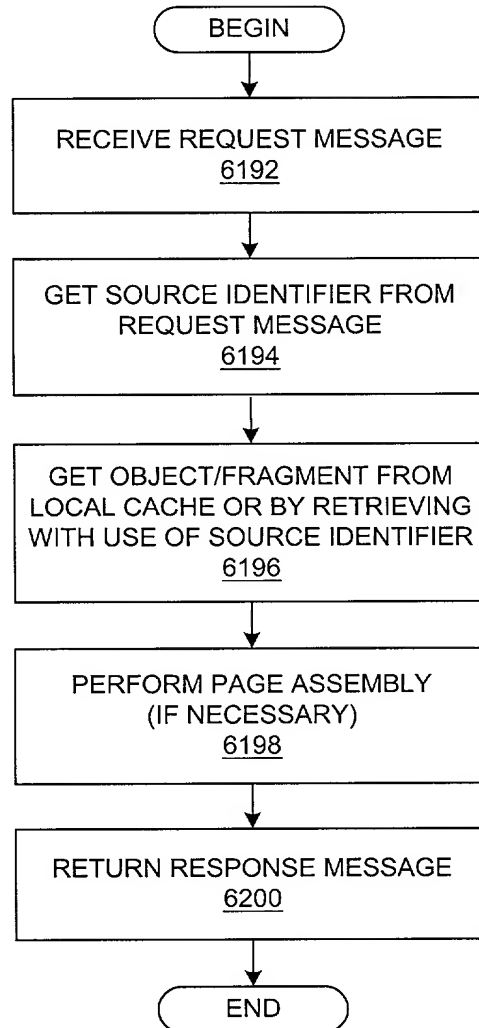 BEGIN
RECEIVE REQUEST MESSAGE
6192
GET SOURCE IDENTIFIER FROM
REQUEST MESSAGE
6194
GET OBJECT/FRAGMENT FROM
LOCAL CACHE OR BY RETRIEVING
WITH USE OF SOURCE IDENTIFIER
6196
PERFORM PAGE ASSEMBLY
(IF NECESSARY)
6198
RETURN RESPONSE MESSAGE
6200
END